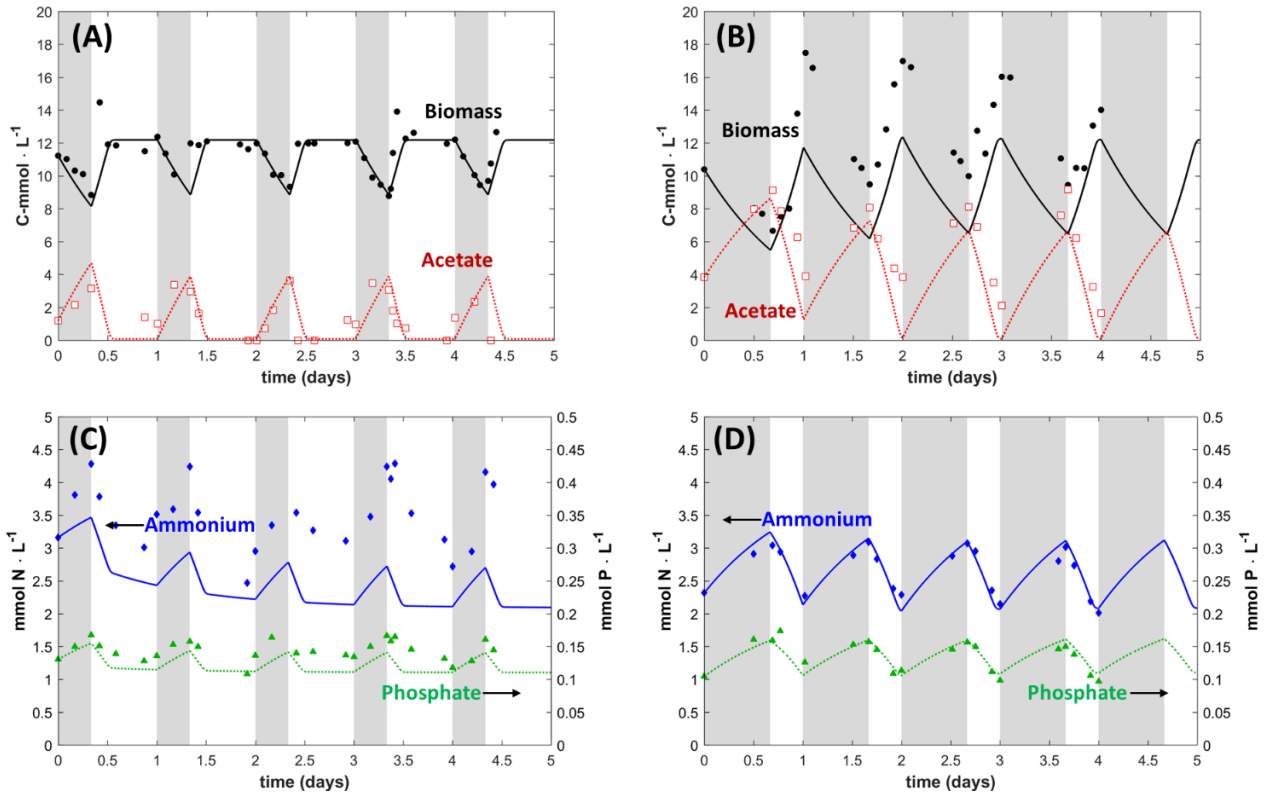 (A)
20
18
16
14
12
10
8
6
4
2
0
C-mmol · L⁻¹
Biomass
Acetate
0 0.5 1 1.5 2 2.5 3 3.5 4 4.5 5
time (days)
(B)
20
18
16
14
12
10
8
6
4
2
0
Biomass
Acetate
0 0.5 1 1.5 2 2.5 3 3.5 4 4.5 5
time (days)
(C)
5
4.5
4
3.5
3
2.5
2
1.5
1
0.5
0
mmol N · L⁻¹
Ammonium
Phosphate
0.5
0.45
0.4
0.35
0.3
0.25
0.2
0.15
0.1
0.05
0
mmol P · L⁻¹
0 0.5 1 1.5 2 2.5 3 3.5 4 4.5 5
time (days)
(D)
5
4.5
4
3.5
3
2.5
2
1.5
1
0.5
0
mmol N · L⁻¹
Ammonium
Phosphate
0.5
0.45
0.4
0.35
0.3
0.25
0.2
0.15
0.1
0.05
0
mmol P · L⁻¹
0 0.5 1 1.5 2 2.5 3 3.5 4 4.5 5
time (days)